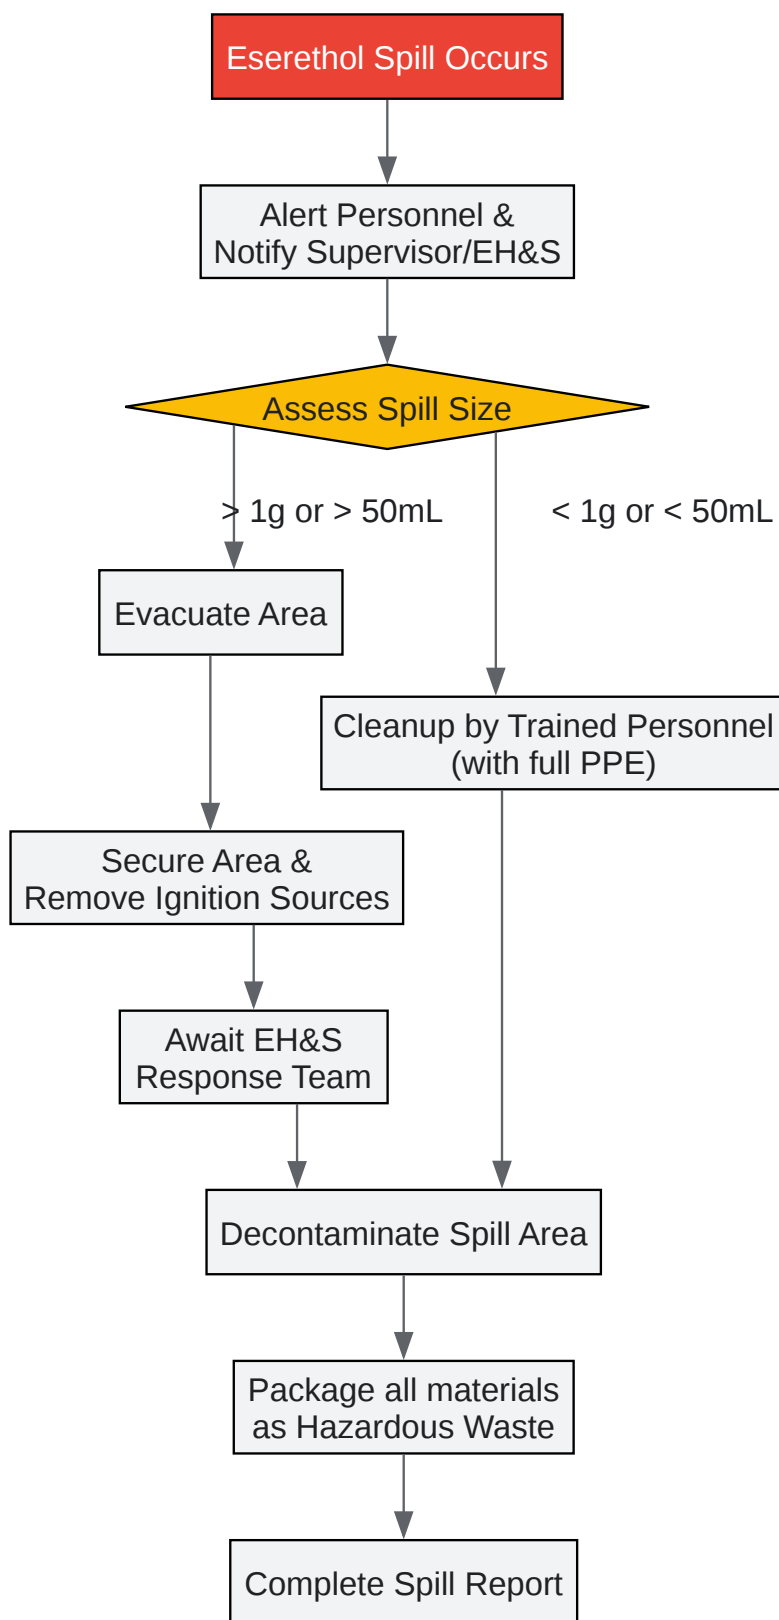 Eserethol Spill Occurs
Alert Personnel &
Notify Supervisor/EH&S
Assess Spill Size
> 1g or > 50mL
< 1g or < 50mL
Evacuate Area
Cleanup by Trained Personnel
(with full PPE)
Secure Area &
Remove Ignition Sources
Await EH&S
Response Team
Decontaminate Spill Area
Package all materials
as Hazardous Waste
Complete Spill Report